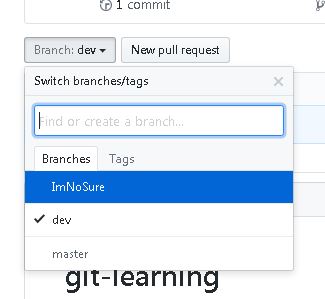 1 commit
Branch: dev
New pull request
Switch branches/tags
Find or create a branch...
Branches Tags
ImNoSure
dev
master
git-learning